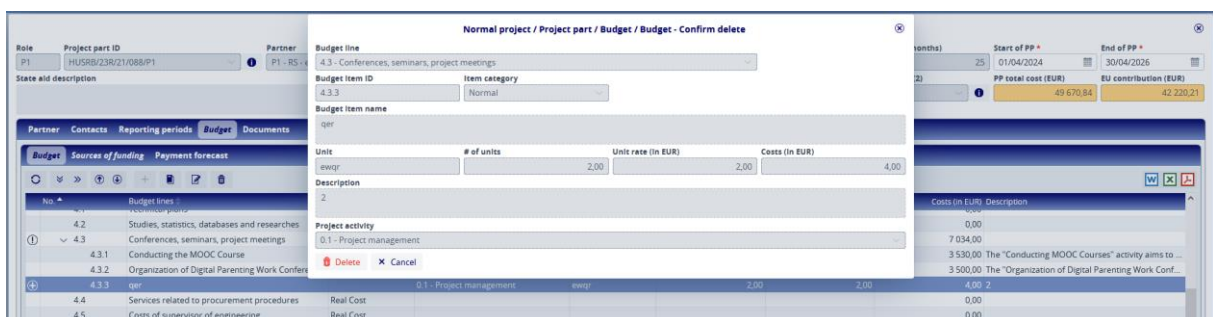 Normal project / Project part / Budget / Budget - Confirm delete
Role Project part ID Partner
P1 HUSRB/23R/21/088/P1 P1 - RS -
State aid description
Budget line
4.3 - Conferences, seminars, project meetings
Budget item ID Item category
4.3.3 Normal
Budget item name
qer
Unit # of units Unit rate (in EUR) Costs (in EUR)
ewqr 2,00 2,00 4,00
Description
2
Project activity
0.1 - Project management
Delete Cancel
onths) Start of PP * End of PP *
25 01/04/2024 30/04/2026
2) PP total cost (EUR) EU contribution (EUR)
49 670,84 42 220,21
Partner Contacts Reporting periods Budget Documents
Budget Sources of funding Payment forecast
No. Budget lines Costs (in EUR) Description
4.1 Technical plans 0,00
4.2 Studies, statistics, databases and researches 0,00
4.3 Conferences, seminars, project meetings 7 034,00
4.3.1 Conducting the MOOC Course 3 530,00 The "Conducting MOOC Courses" activity aims to ...
4.3.2 Organization of Digital Parenting Work Confere 3 500,00 The "Organization of Digital Parenting Work Conf...
4.3.3 qer 0.1 - Project management ewqr 2,00 2,00 4,00 2
4.4 Services related to procurement procedures Real Cost 0,00
4.5 Costs of supervisor of engineering Real Cost 0,00